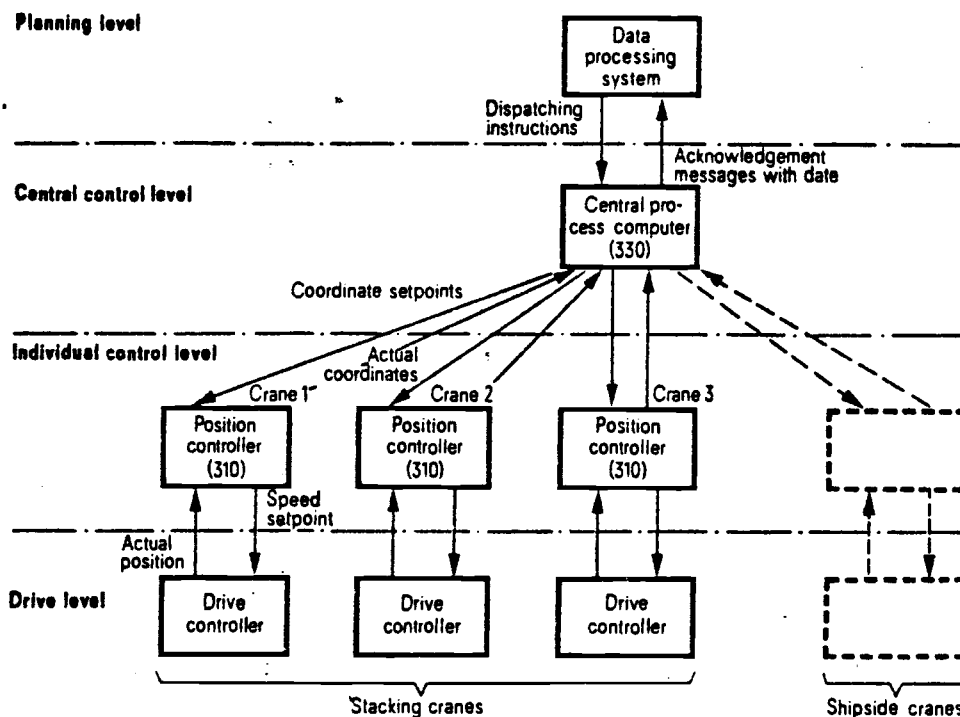 Planning level
Data
processing
system
Dispatching
instructions
Acknowledgement
messages with date
Central control level
Central pro-
cess computer
(330)
Coordinate setpoints
Individual control level
Actual
coordinates
Crane 1
Crane 2
Crane 3
Position
controller
(310)
Position
controller
(310)
Position
controller
(310)
Speed
setpoint
Actual
position
Drive level
Drive
controller
Drive
controller
Drive
controller
Stacking cranes
Shipside cranes